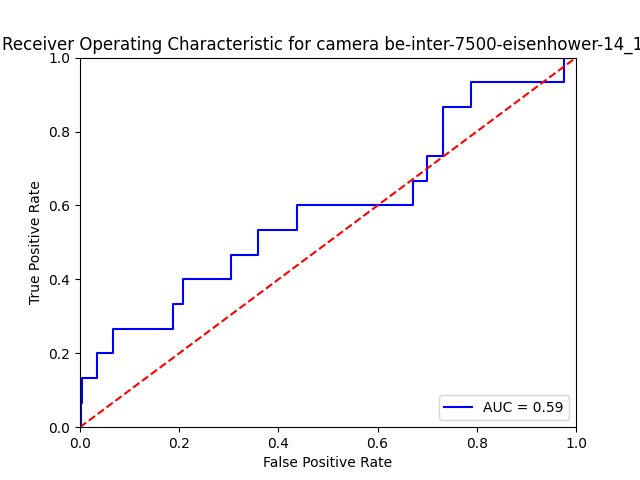 Receiver Operating Characteristic for camera be-inter-7500-eisenhower-14_1
1.0
0.8
0.6
0.4
0.2
0.0
True Positive Rate
AUC = 0.59
0.0 0.2 0.4 0.6 0.8 1.0
False Positive Rate